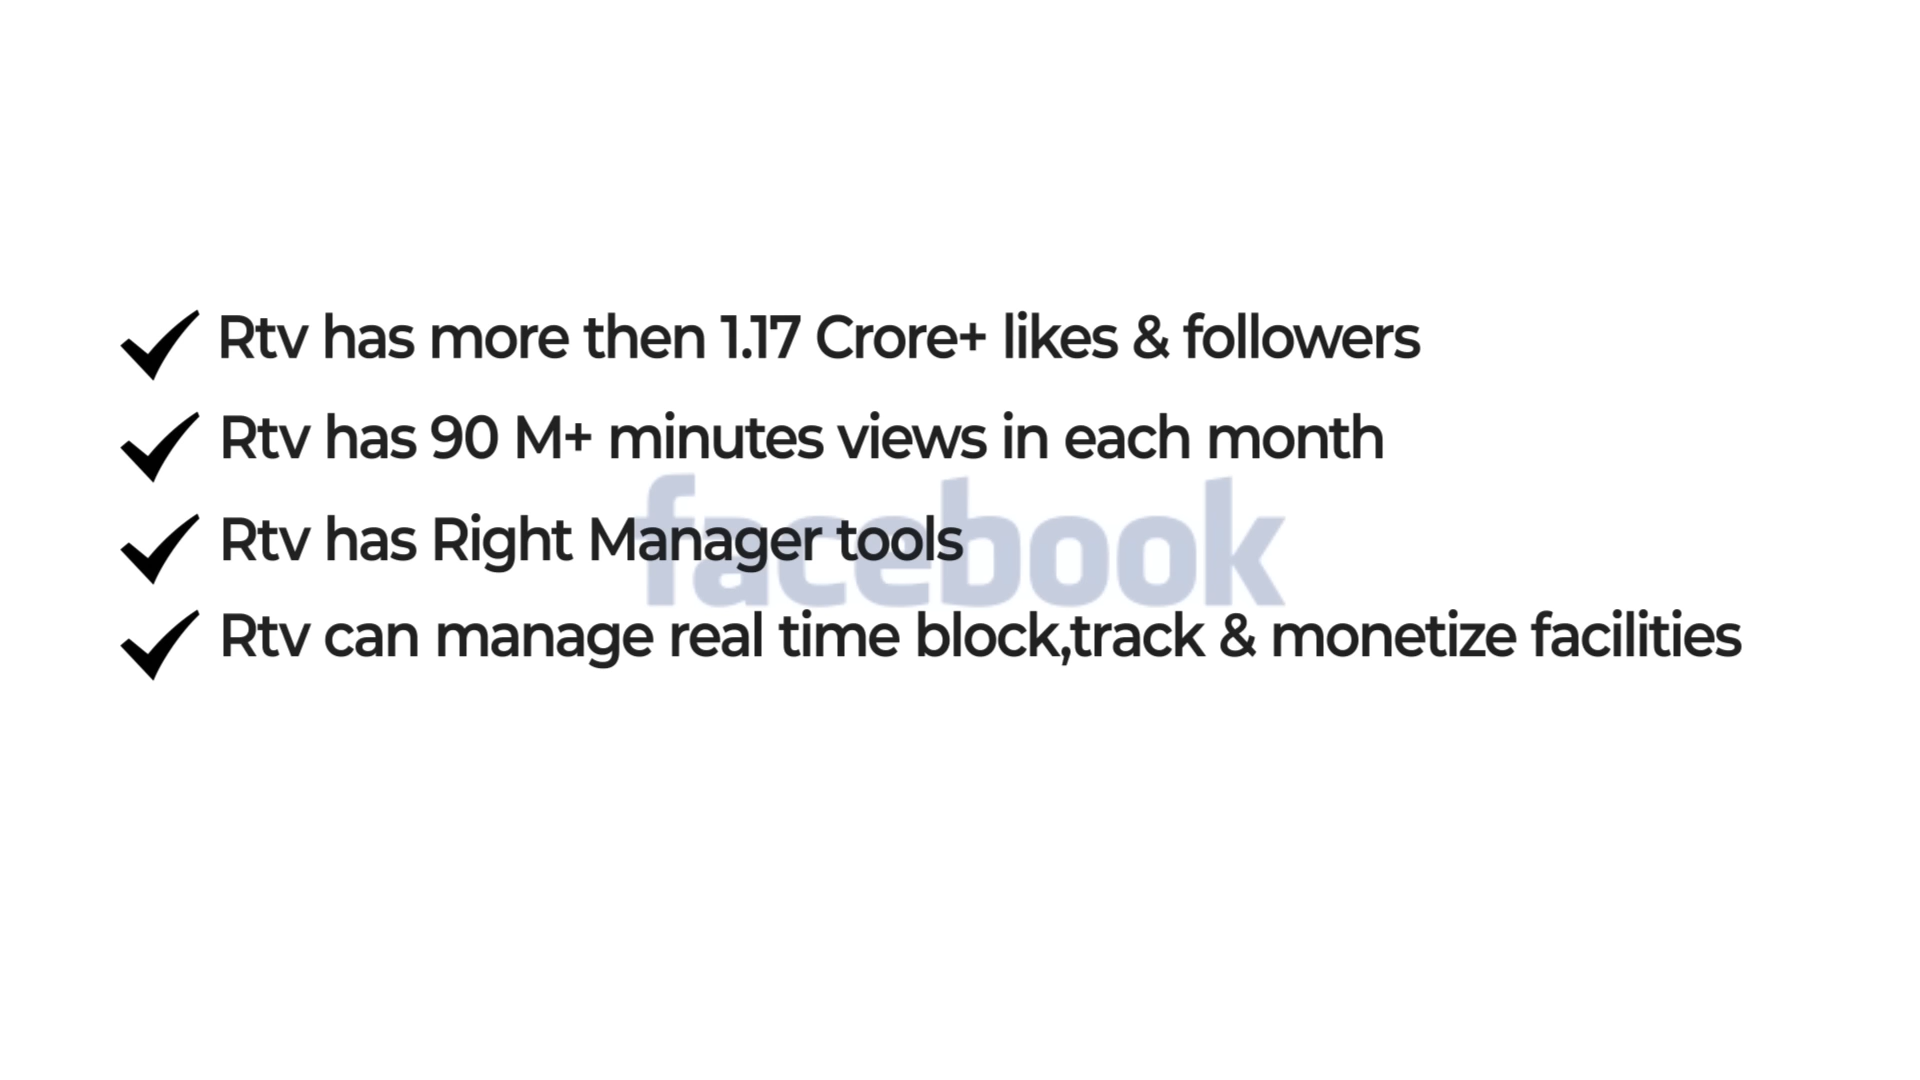 Rtv has more then 1.17 Crore+ likes & followers
Rtv has 90 M+ minutes views in each month
facebook
Rtv has Right Manager tools
Rtv can manage real time block,track & monetize facilities